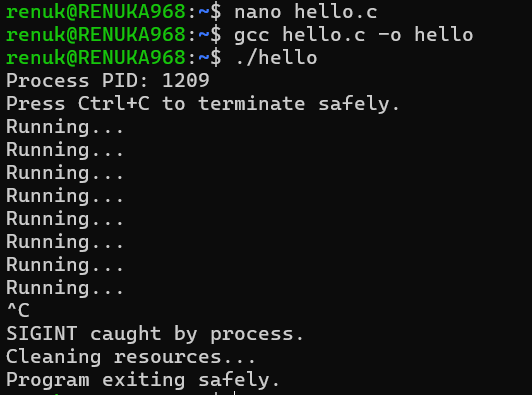 renuk@RENUKA968:~$ nano hello.c
renuk@RENUKA968:~$ gcc hello.c -o hello
renuk@RENUKA968:~$ ./hello
Process PID: 1209
Press Ctrl+C to terminate safely.
Running...
Running...
Running...
Running...
Running...
Running...
Running...
Running...
^C
SIGINT caught by process.
Cleaning resources...
Program exiting safely.